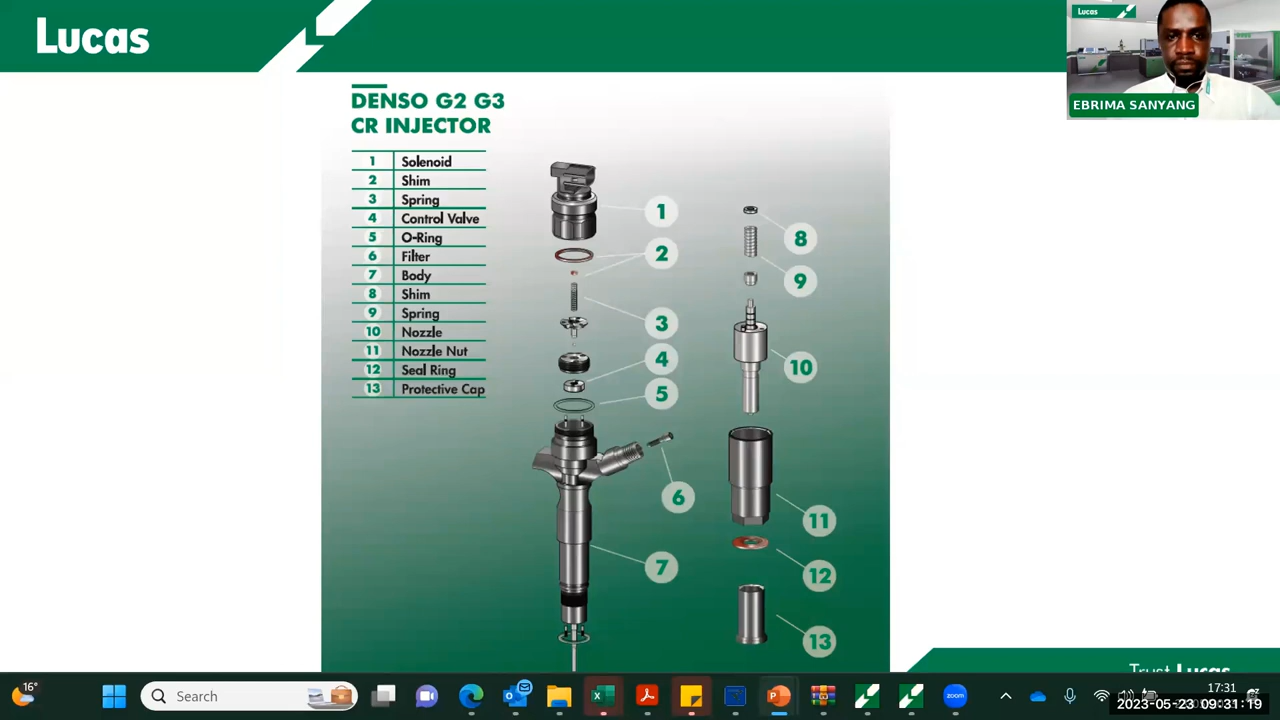 Lucas
Lucas
EBRIMA SANYANG
DENSO G2 G3
CR INJECTOR
1 Solenoid
2 Shim
3 Spring
4 Control Valve
5 O-Ring
6 Filter
7 Body
8 Shim
9 Spring
10 Nozzle
11 Nozzle Nut
12 Seal Ring
13 Protective Cap
1
2
3
4
5
6
7
8
9
10
11
12
13
Trust Lucas
16°
Search
zoom
17:31
2023-05-23 09:31:19